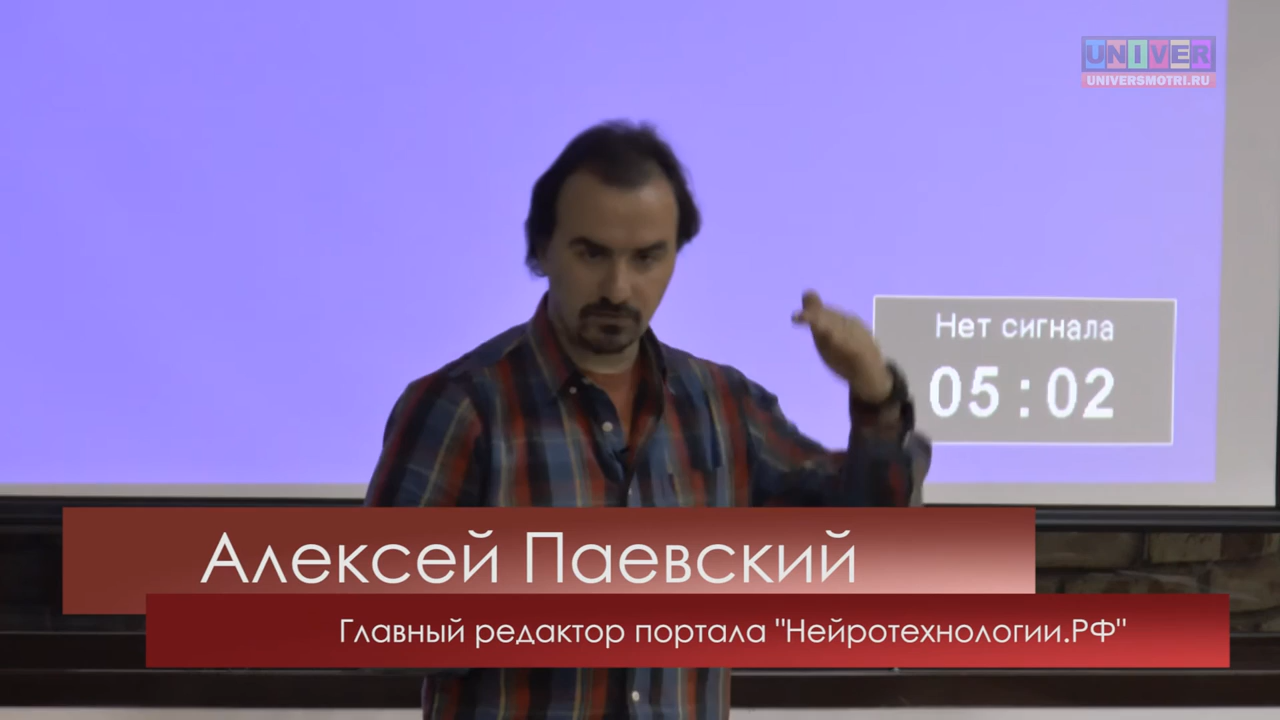 UNIVER
UNIVERSMOTRI.RU
Нет сигнала
05:02
Алексей Паевский
Главный редактор портала "Нейротехнологии.РФ"